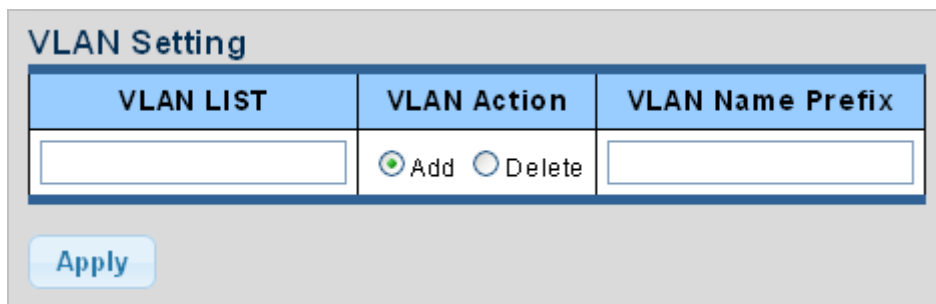 VLAN Setting
VLAN LIST VLAN Action VLAN Name Prefix
Add Delete
Apply